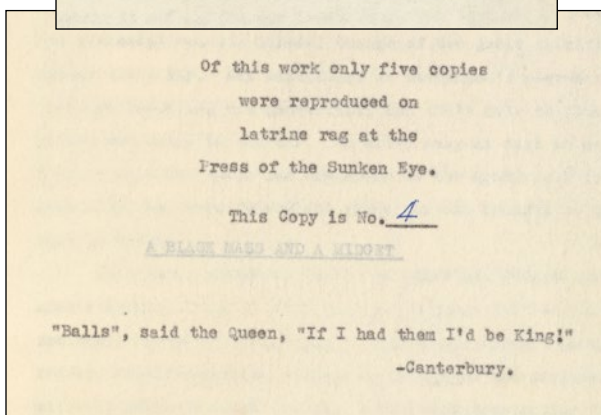 Of this work only five copies
were reproduced on
latrine rag at the
Press of the Sunken Eye.
This Copy is No. 4
A BLACK MASS AND A MIDGET
"Balls", said the Queen, "If I had them I'd be King!"
-Canterbury.